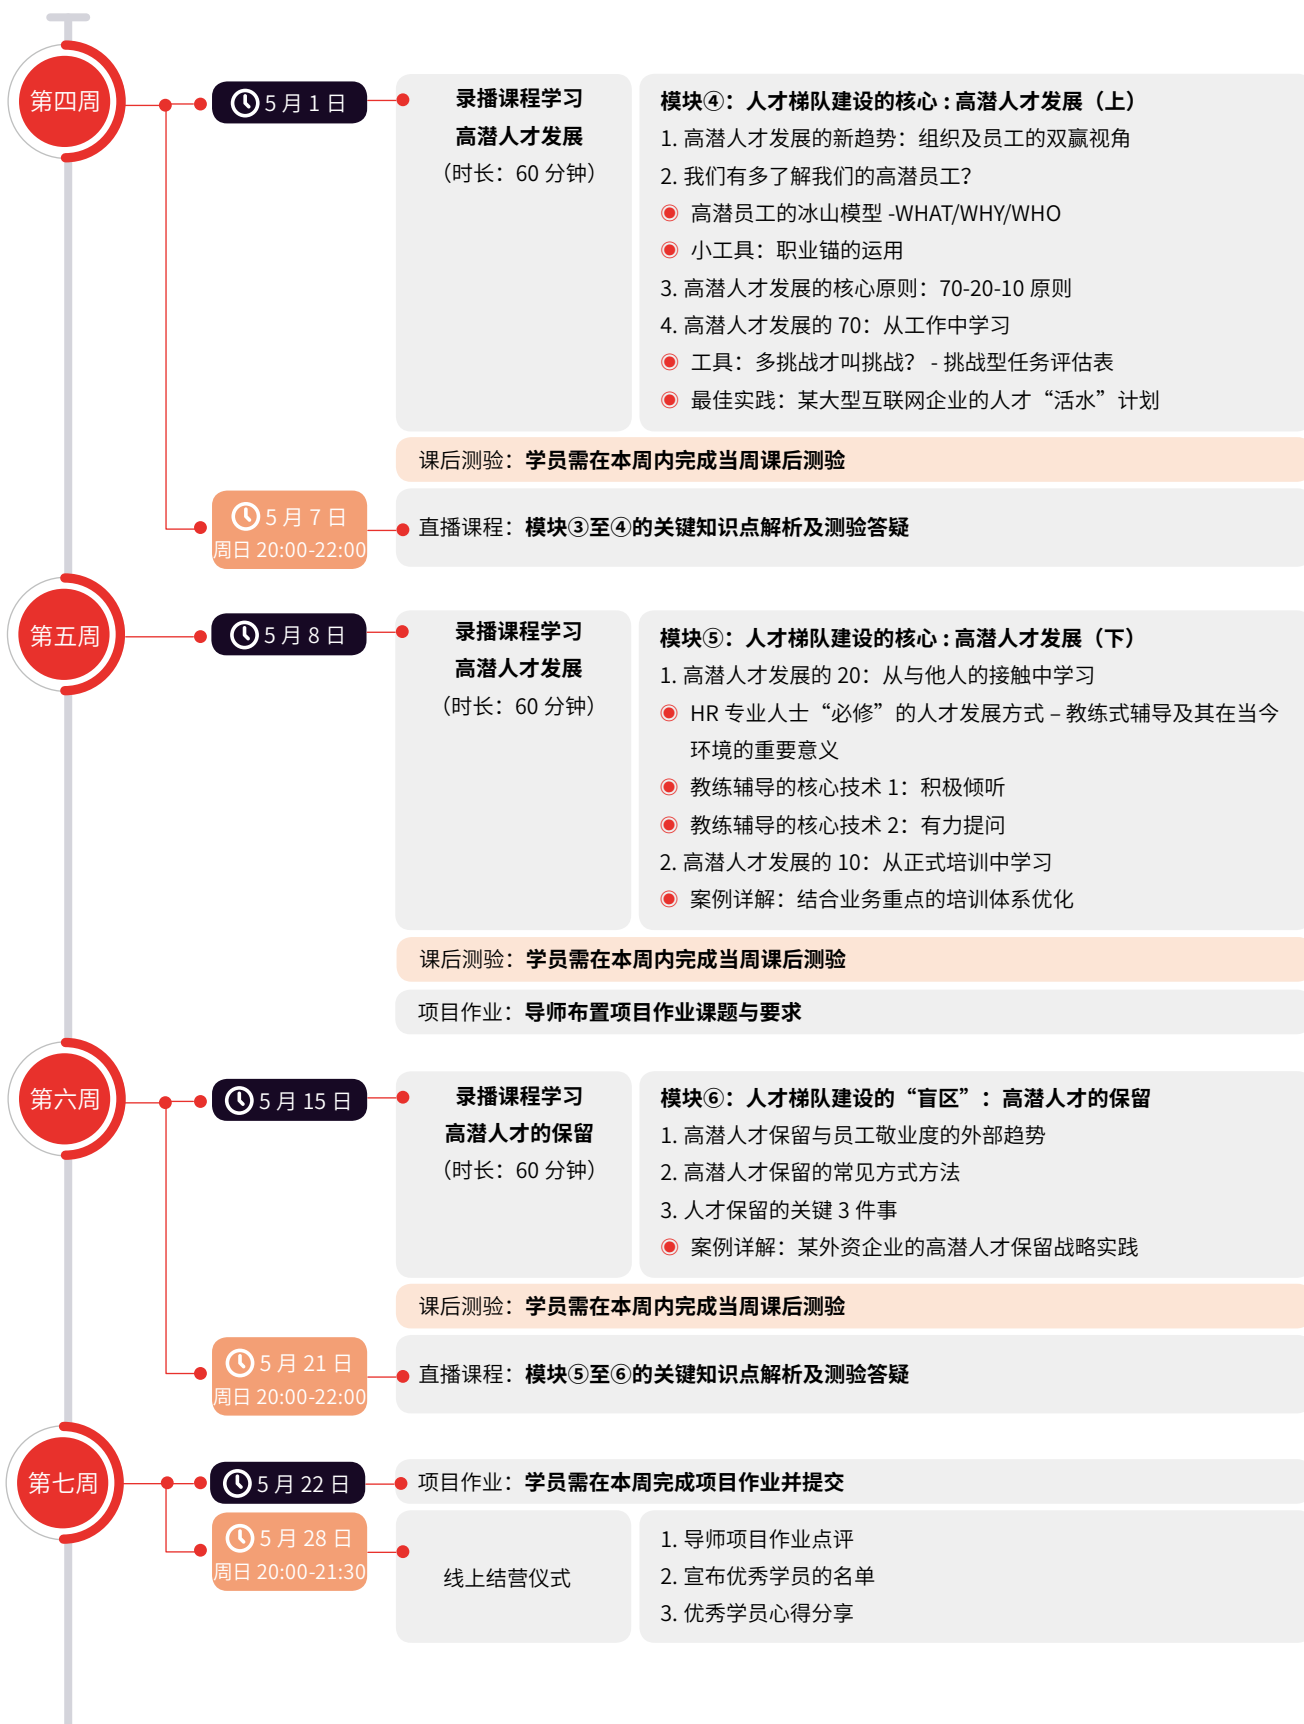 第四周
5 月 1 日
录播课程学习
高潜人才发展
（时长：60 分钟）
模块④：人才梯队建设的核心 : 高潜人才发展（上）
1. 高潜人才发展的新趋势：组织及员工的双赢视角
2. 我们有多了解我们的高潜员工？
高潜员工的冰山模型 -WHAT/WHY/WHO
小工具：职业锚的运用
3. 高潜人才发展的核心原则：70-20-10 原则
4. 高潜人才发展的 70：从工作中学习
工具：多挑战才叫挑战？ - 挑战型任务评估表
最佳实践：某大型互联网企业的人才“活水”计划
课后测验：学员需在本周内完成当周课后测验
5 月 7 日
周日 20:00-22:00
直播课程：模块③至④的关键知识点解析及测验答疑
第五周
5 月 8 日
录播课程学习
高潜人才发展
（时长：60 分钟）
模块⑤：人才梯队建设的核心 : 高潜人才发展（下）
1. 高潜人才发展的 20：从与他人的接触中学习
HR 专业人士“必修”的人才发展方式 – 教练式辅导及其在当今
环境的重要意义
教练辅导的核心技术 1：积极倾听
教练辅导的核心技术 2：有力提问
2. 高潜人才发展的 10：从正式培训中学习
案例详解：结合业务重点的培训体系优化
课后测验：学员需在本周内完成当周课后测验
项目作业：导师布置项目作业课题与要求
第六周
5 月 15 日
录播课程学习
高潜人才的保留
（时长：60 分钟）
模块⑥：人才梯队建设的“盲区”：高潜人才的保留
1. 高潜人才保留与员工敬业度的外部趋势
2. 高潜人才保留的常见方式方法
3. 人才保留的关键 3 件事
案例详解：某外资企业的高潜人才保留战略实践
课后测验：学员需在本周内完成当周课后测验
5 月 21 日
周日 20:00-22:00
直播课程：模块⑤至⑥的关键知识点解析及测验答疑
第七周
5 月 22 日
项目作业：学员需在本周完成项目作业并提交
5 月 28 日
周日 20:00-21:30
线上结营仪式
1. 导师项目作业点评
2. 宣布优秀学员的名单
3. 优秀学员心得分享